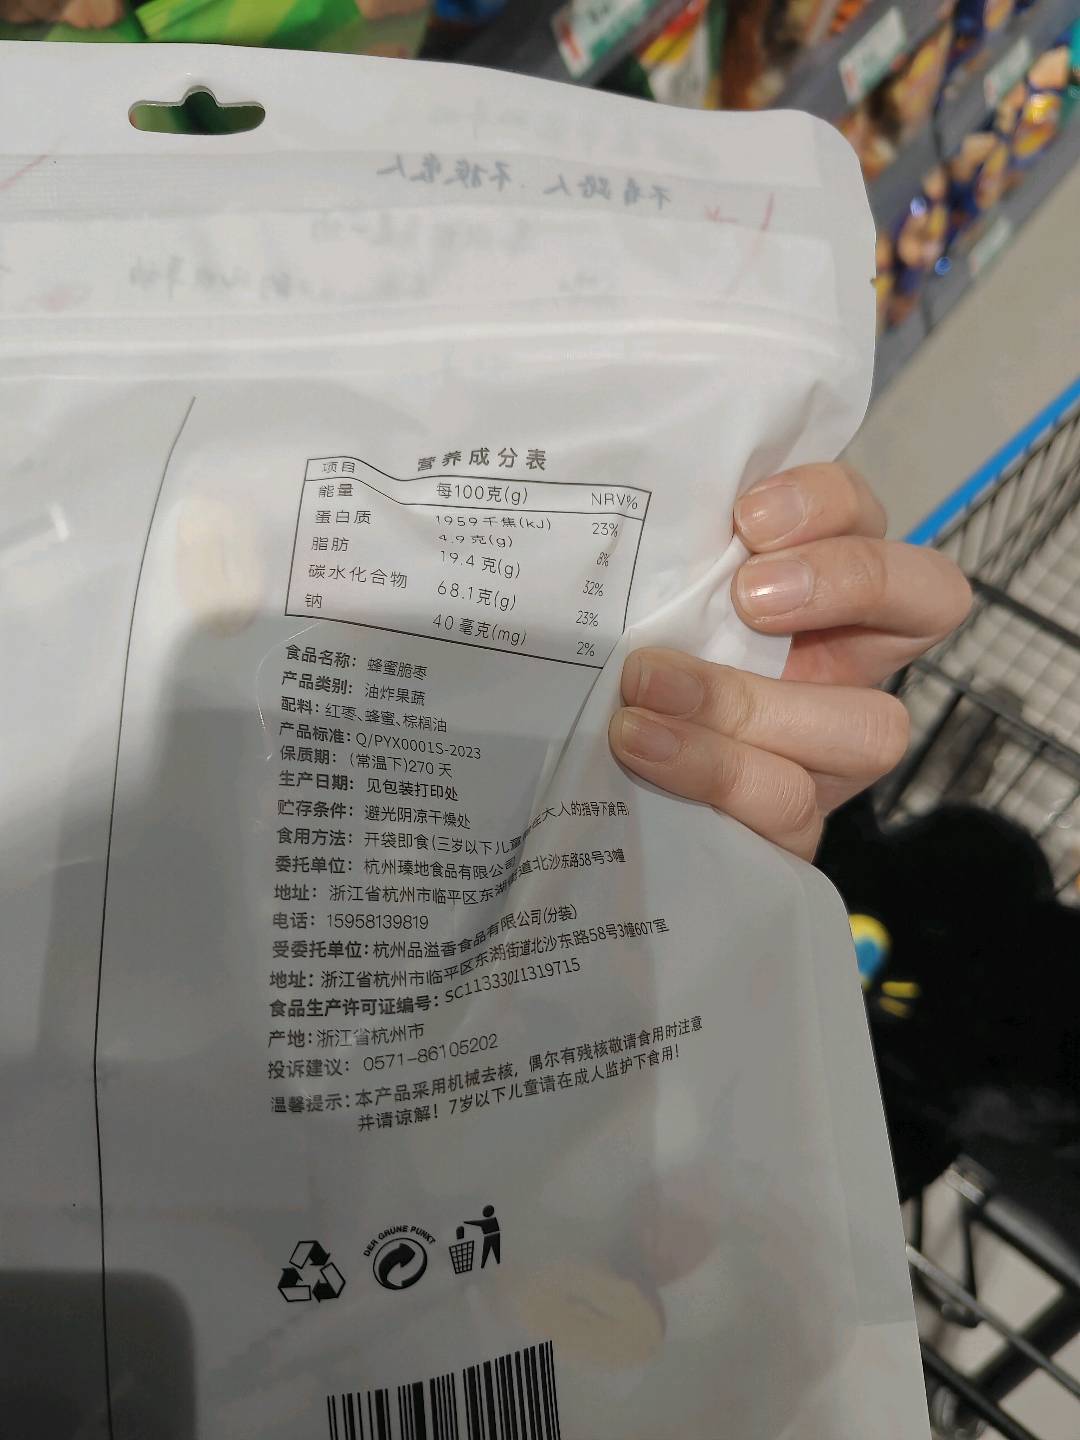 营养成分表
项目 每100克(g) NRV%
能量 1959千焦(kJ) 23%
蛋白质 4.9克(g) 8%
脂肪 19.4克(g) 32%
碳水化合物 68.1克(g) 23%
钠 40毫克(mg) 2%
食品名称：蜂蜜脆枣
产品类别：油炸果蔬
配料：红枣、蜂蜜、棕榈油
产品标准：Q/PYX0001S-2023
保质期：(常温下)270天
生产日期：见包装打印处
贮存条件：避光阴凉干燥处
食用方法：开袋即食(三岁以下儿童 在大人的指导下食用)
委托单位：杭州臻地食品有限公司
地址：浙江省杭州市临平区东湖街道北沙东路58号3幢
电话：15958139819
受委托单位：杭州品溢香食品有限公司(分装)
地址：浙江省杭州市临平区东湖街道北沙东路58号3幢607室
食品生产许可证编号：SC11333011319715
产地：浙江省杭州市
投诉建议：0571-86105202
温馨提示：本产品采用机械去核，偶尔有残核敬请食用时注意
并请谅解！7岁以下儿童请在成人监护下食用！
DER GRÜNE PUNKT